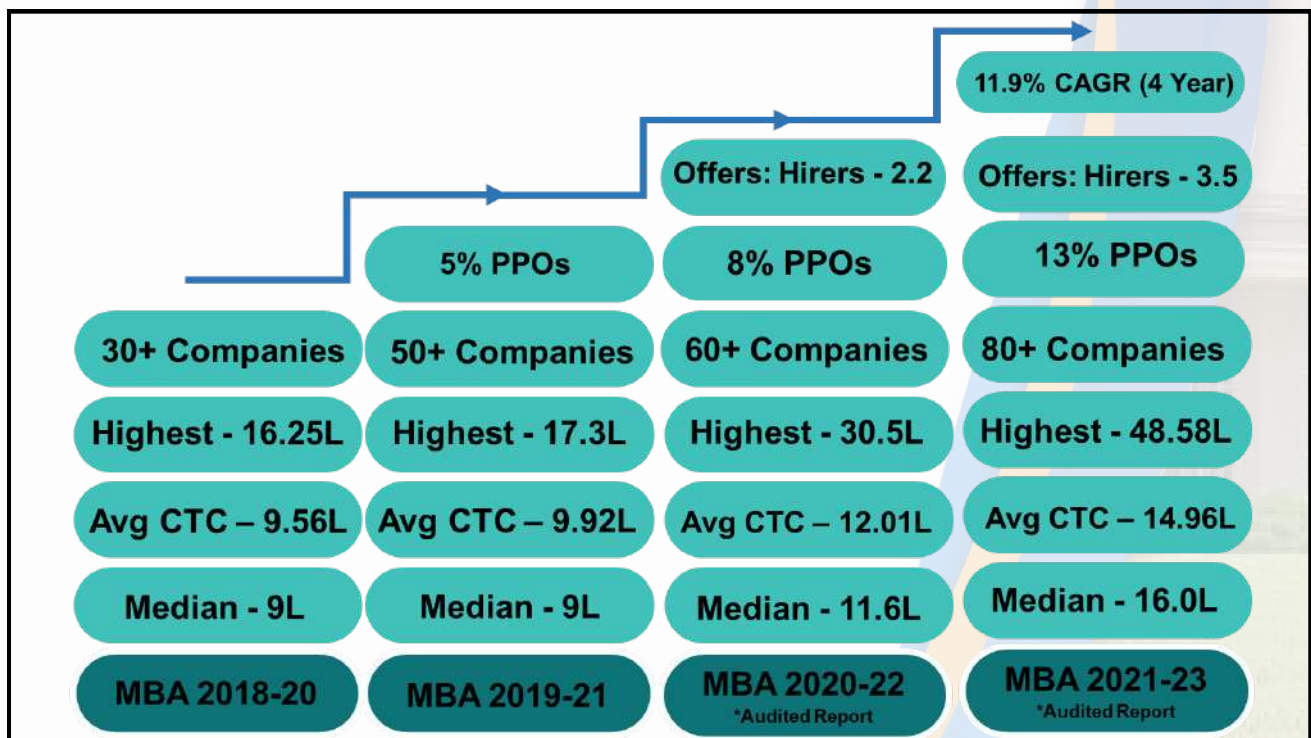 11.9% CAGR (4 Year)
Offers: Hirers - 2.2
Offers: Hirers - 3.5
5% PPOs
8% PPOs
13% PPOs
30+ Companies
50+ Companies
60+ Companies
80+ Companies
Highest - 16.25L
Highest - 17.3L
Highest - 30.5L
Highest - 48.58L
Avg CTC – 9.56L
Avg CTC – 9.92L
Avg CTC – 12.01L
Avg CTC – 14.96L
Median - 9L
Median - 9L
Median - 11.6L
Median - 16.0L
MBA 2018-20
MBA 2019-21
MBA 2020-22
*Audited Report
MBA 2021-23
*Audited Report